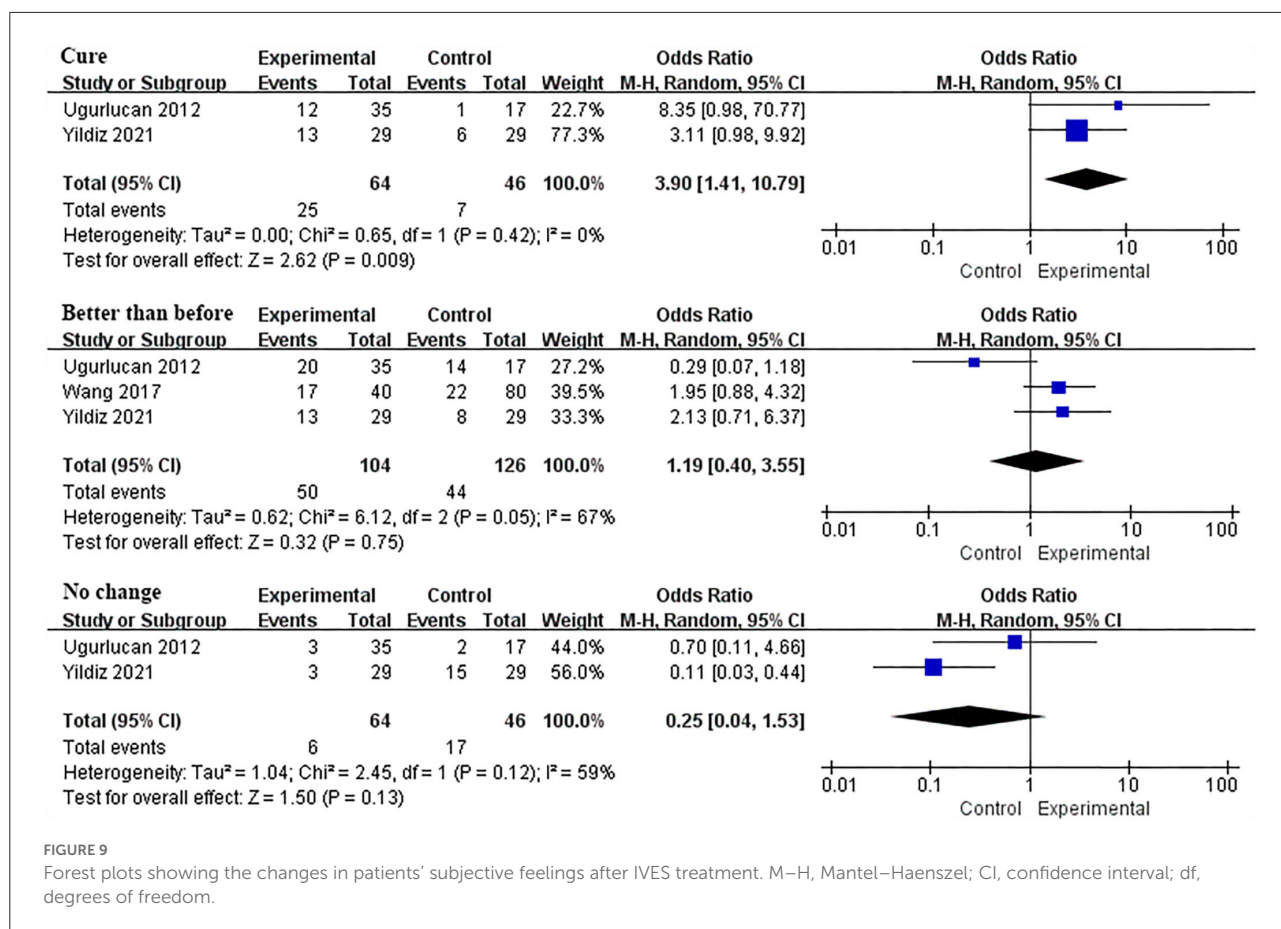 Cure Experimental Control Odds Ratio Odds Ratio
Study or Subgroup Events Total Events Total Weight M-H, Random, 95% CI M-H, Random, 95% CI
Ugurlucan 2012 12 35 1 17 22.7% 8.35 [0.98, 70.77]
Yildiz 2021 13 29 6 29 77.3% 3.11 [0.98, 9.92]
Total (95% CI) 64 46 100.0% 3.90 [1.41, 10.79]
Total events 25 7
Heterogeneity: Tau² = 0.00; Chi² = 0.65, df = 1 (P = 0.42); I² = 0%
Test for overall effect: Z = 2.62 (P = 0.009)
0.01 0.1 1 10 100
Control Experimental
Better than before Experimental Control Odds Ratio Odds Ratio
Study or Subgroup Events Total Events Total Weight M-H, Random, 95% CI M-H, Random, 95% CI
Ugurlucan 2012 20 35 14 17 27.2% 0.29 [0.07, 1.18]
Wang 2017 17 40 22 80 39.5% 1.95 [0.88, 4.32]
Yildiz 2021 13 29 8 29 33.3% 2.13 [0.71, 6.37]
Total (95% CI) 104 126 100.0% 1.19 [0.40, 3.55]
Total events 50 44
Heterogeneity: Tau² = 0.62; Chi² = 6.12, df = 2 (P = 0.05); I² = 67%
Test for overall effect: Z = 0.32 (P = 0.75)
0.01 0.1 1 10 100
Control Experimental
No change Experimental Control Odds Ratio Odds Ratio
Study or Subgroup Events Total Events Total Weight M-H, Random, 95% CI M-H, Random, 95% CI
Ugurlucan 2012 3 35 2 17 44.0% 0.70 [0.11, 4.66]
Yildiz 2021 3 29 15 29 56.0% 0.11 [0.03, 0.44]
Total (95% CI) 64 46 100.0% 0.25 [0.04, 1.53]
Total events 6 17
Heterogeneity: Tau² = 1.04; Chi² = 2.45, df = 1 (P = 0.12); I² = 59%
Test for overall effect: Z = 1.50 (P = 0.13)
0.01 0.1 1 10 100
Control Experimental
FIGURE 9
Forest plots showing the changes in patients' subjective feelings after IVES treatment. M–H, Mantel–Haenszel; CI, confidence interval; df,
degrees of freedom.